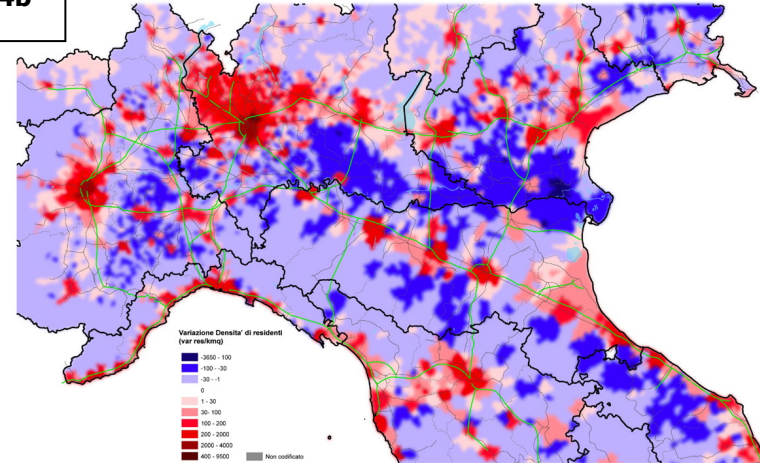 4b
Variazione Densita' di residenti
(var res/kmq)
-3650 - 100
-100 - -30
-30 - -1
0
1 - 30
30- 100
100 - 200
200 - 2000
2000 - 4000
400 - 9500
Non codificato